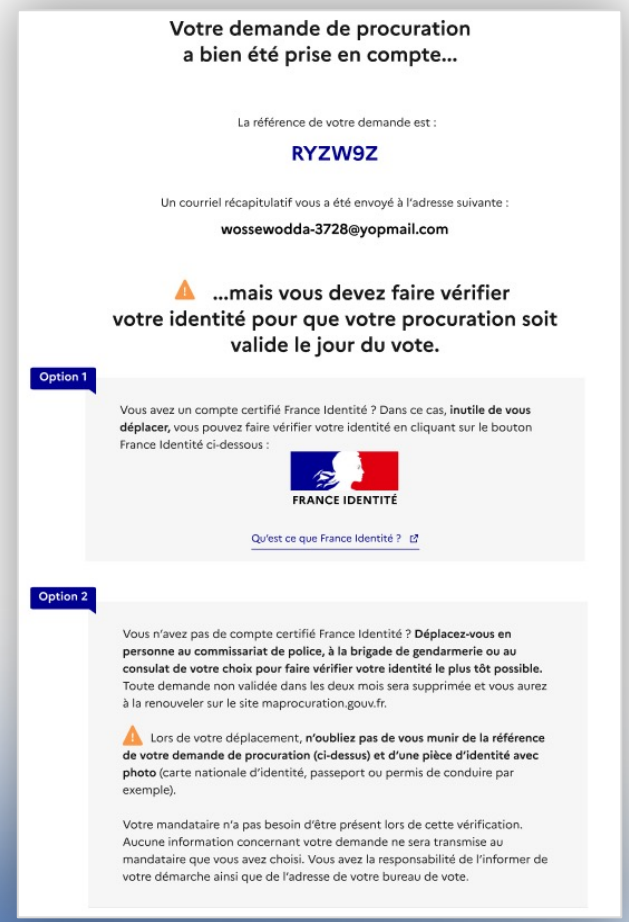 Votre demande de procuration
a bien été prise en compte...
La référence de votre demande est :
RYZW9Z
Un courriel récapitulatif vous a été envoyé à l'adresse suivante :
wossewodda-3728@yopmail.com
...mais vous devez faire vérifier
votre identité pour que votre procuration soit
valide le jour du vote.
Option 1
Vous avez un compte certifié France Identité ? Dans ce cas, inutile de vous
déplacer, vous pouvez faire vérifier votre identité en cliquant sur le bouton
France Identité ci-dessous :
FRANCE IDENTITÉ
Qu'est ce que France Identité ?
Option 2
Vous n'avez pas de compte certifié France Identité ? Déplacez-vous en
personne au commissariat de police, à la brigade de gendarmerie ou au
consulat de votre choix pour faire vérifier votre identité le plus tôt possible.
Toute demande non validée dans les deux mois sera supprimée et vous aurez
à la renouveler sur le site maprocuration.gouv.fr.
Lors de votre déplacement, n'oubliez pas de vous munir de la référence
de votre demande de procuration (ci-dessus) et d'une pièce d'identité avec
photo (carte nationale d'identité, passeport ou permis de conduire par
exemple).
Votre mandataire n'a pas besoin d'être présent lors de cette vérification.
Aucune information concernant votre demande ne sera transmise au
mandataire que vous avez choisi. Vous avez la responsabilité de l'informer de
votre démarche ainsi que de l'adresse de votre bureau de vote.